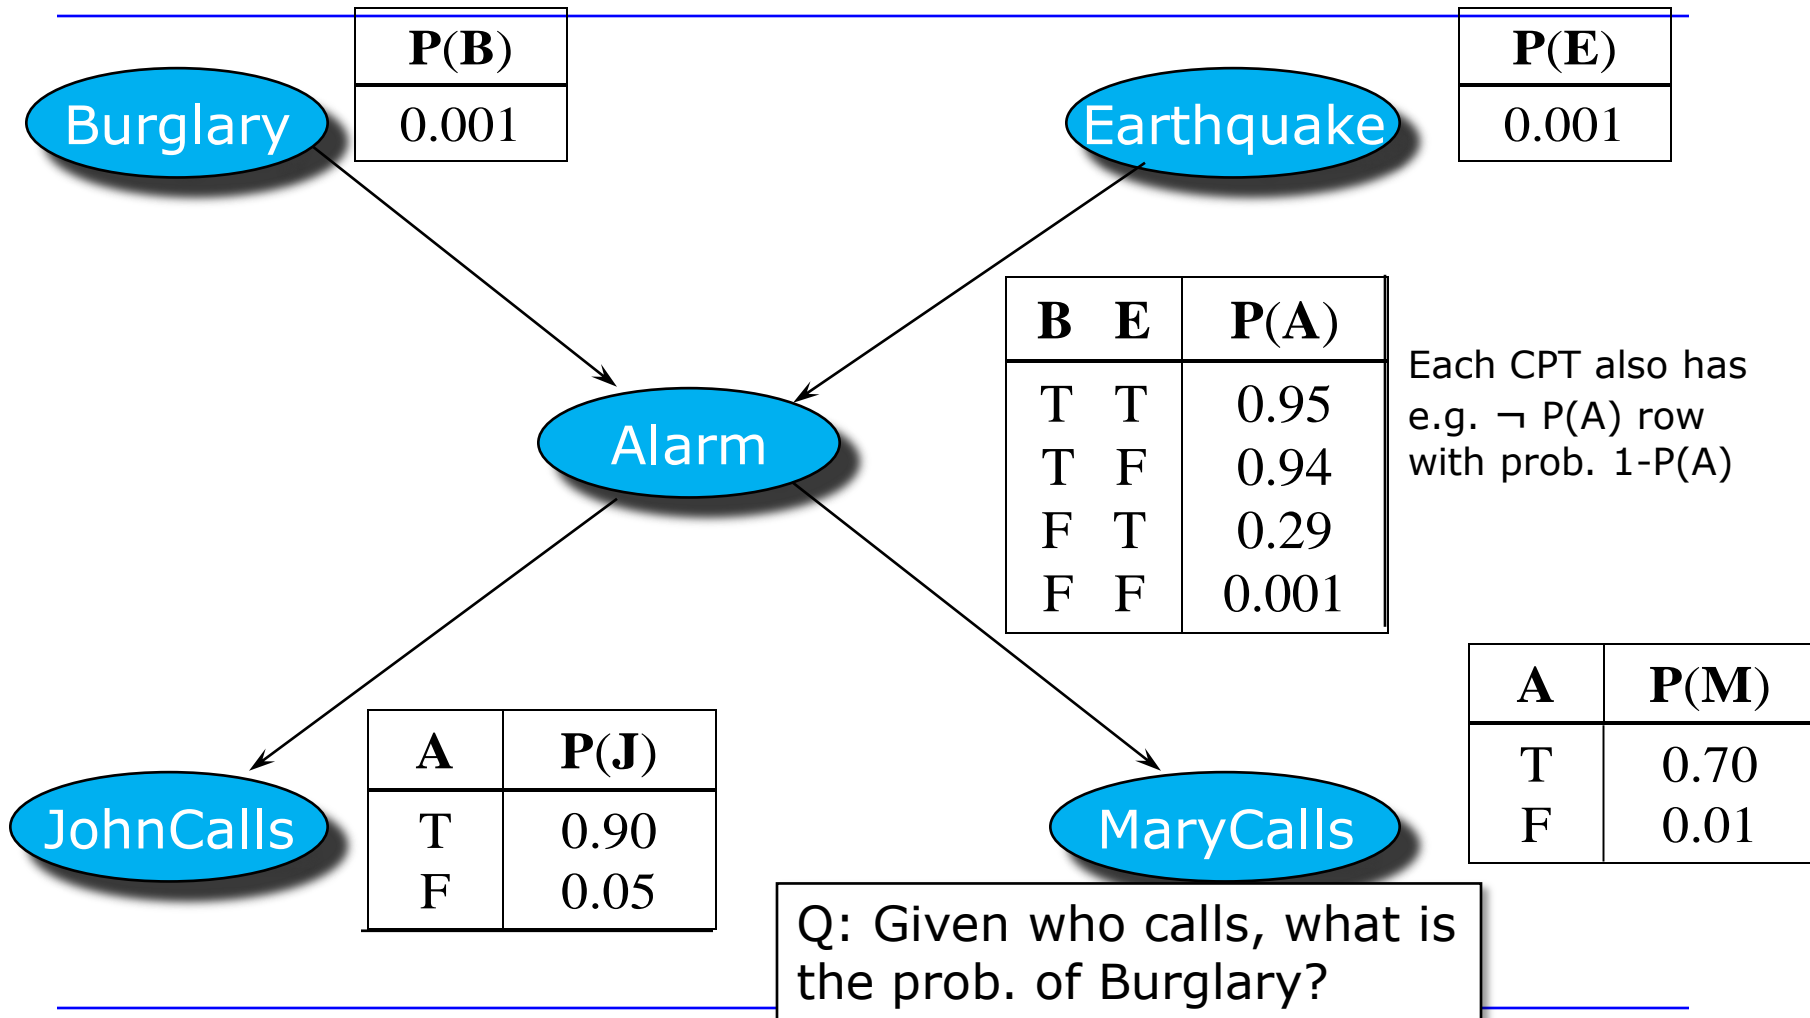 P(B)
0.001
P(E)
0.001
Burglary
Earthquake
B E P(A)
T T 0.95
T F 0.94
F T 0.29
F F 0.001
Each CPT also has
e.g. ¬ P(A) row
with prob. 1-P(A)
Alarm
A P(M)
T 0.70
F 0.01
A P(J)
T 0.90
F 0.05
JohnCalls
MaryCalls
Q: Given who calls, what is
the prob. of Burglary?